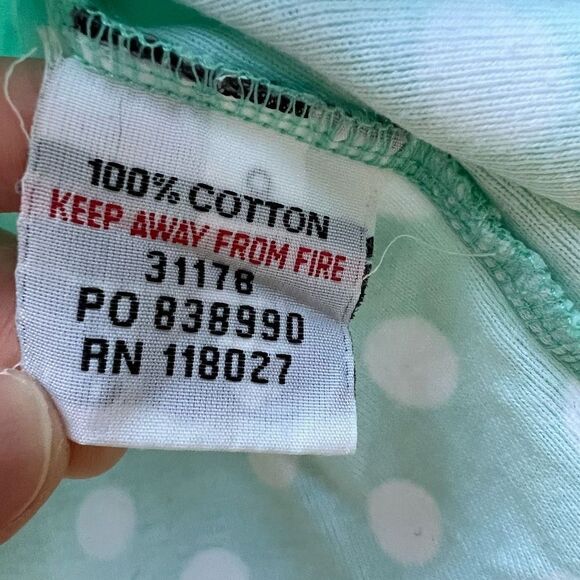 100% COTTON
KEEP AWAY FROM FIRE
31178
PO 838990
RN 118027